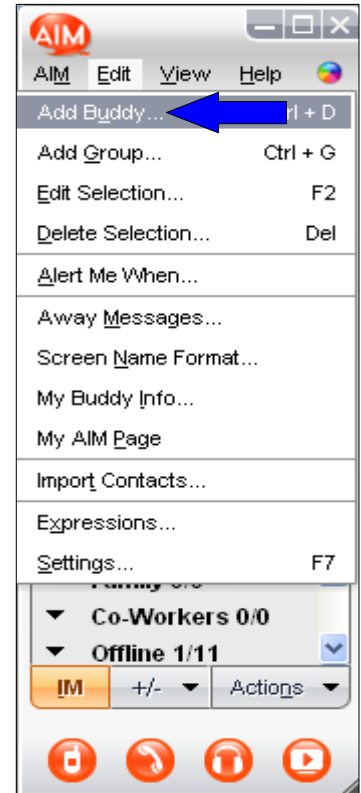 AIM
AIM Edit View Help
Add Buddy... rl + D
Add Group... Ctrl + G
Edit Selection... F2
Delete Selection... Del
Alert Me When...
Away Messages...
Screen Name Format...
My Buddy Info...
My AIM Page
Import Contacts...
Expressions...
Settings... F7
Co-Workers 0/0
Offline 1/11
IM +/- Actions